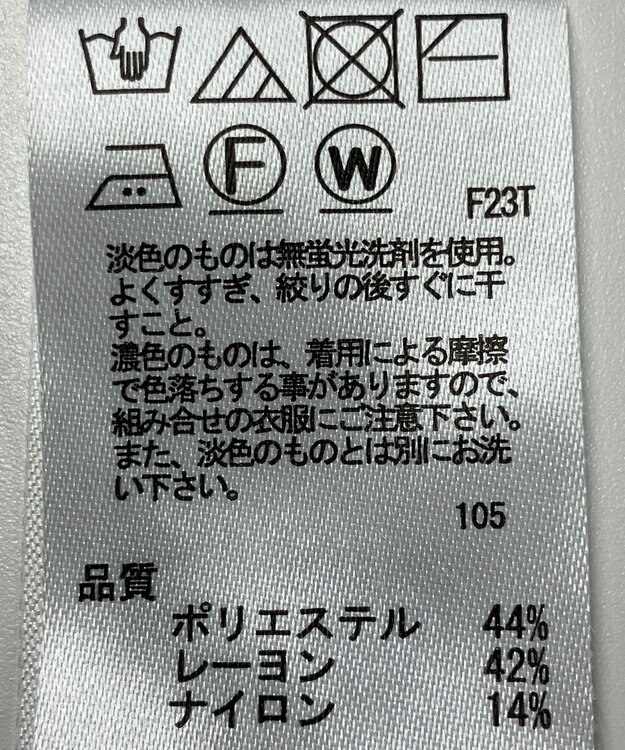 F
W
F23T
淡色のものは無蛍光洗剤を使用。
よくすすぎ、絞りの後すぐに干
すこと。
濃色のものは、着用による摩擦
で色落ちする事がありますので、
組み合せの衣服にご注意下さい。
また、淡色のものとは別にお洗
い下さい。
105
品質
ポリエステル 44%
レーヨン 42%
ナイロン 14%